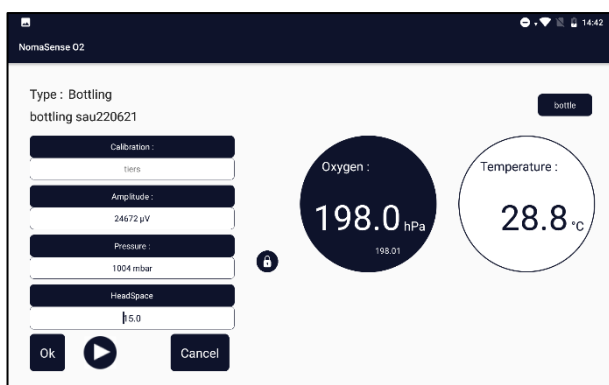 14:42
NomaSense O2
Type : Bottling
bottling sau220621
bottle
Calibration :
tiers
Amplitude :
24672 µV
Pressure :
1004 mbar
HeadSpace
15.0
Ok
Cancel
Oxygen :
198.0 hPa
198.01
Temperature :
28.8 °C